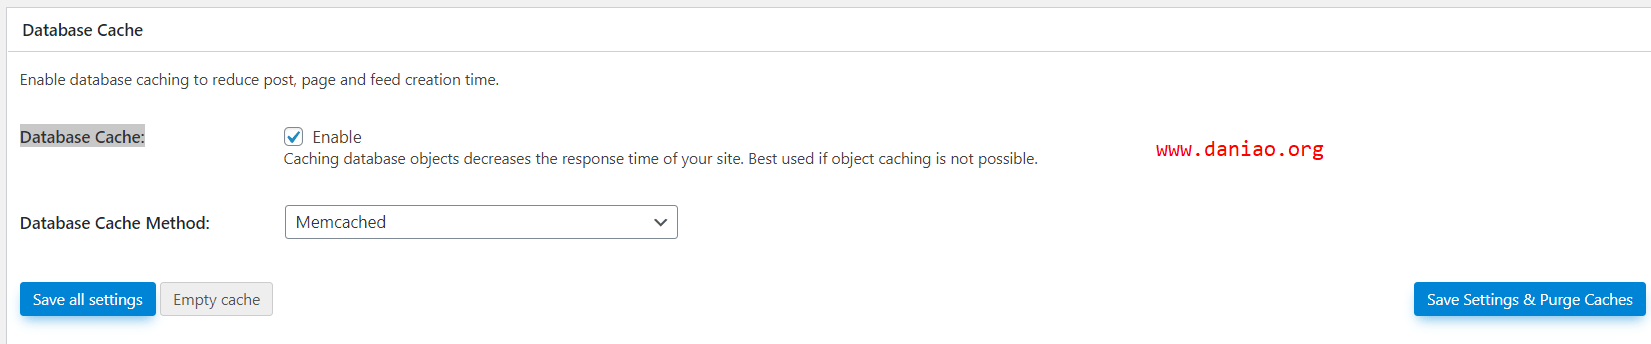 Database Cache
Enable database caching to reduce post, page and feed creation time.
Database Cache:
Enable
Caching database objects decreases the response time of your site. Best used if object caching is not possible.
www.daniao.org
Database Cache Method:
Memcached
Save all settings
Empty cache
Save Settings & Purge Caches